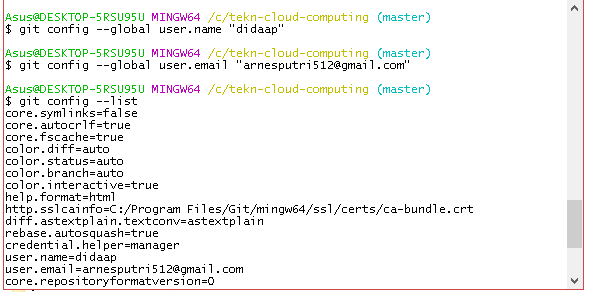 Asus@DESKTOP-5RSU95U MINGW64 /c/tekn-cloud-computing (master)
$ git config --global user.name "didaap"
Asus@DESKTOP-5RSU95U MINGW64 /c/tekn-cloud-computing (master)
$ git config --global user.email "arnesputri512@gmail.com"
Asus@DESKTOP-5RSU95U MINGW64 /c/tekn-cloud-computing (master)
$ git config --list
core.symlinks=false
core.autocrlf=true
core.fscache=true
color.diff=auto
color.status=auto
color.branch=auto
color.interactive=true
help.format=html
http.sslcainfo=C:/Program Files/Git/mingw64/ssl/certs/ca-bundle.crt
diff.astextplain.textconv=astextplain
rebase.autosquash=true
credential.helper=manager
user.name=didaap
user.email=arnesputri512@gmail.com
core.repositoryformatversion=0